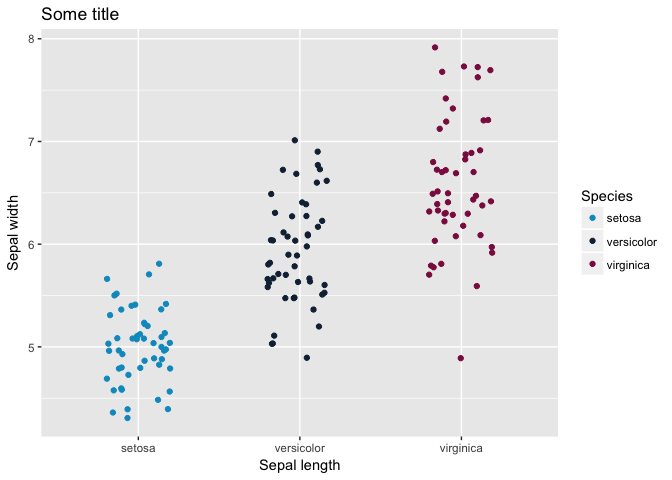 Some title
8
7
6
5
Sepal width
setosa
versicolor
virginica
Sepal length
Species
setosa
versicolor
virginica